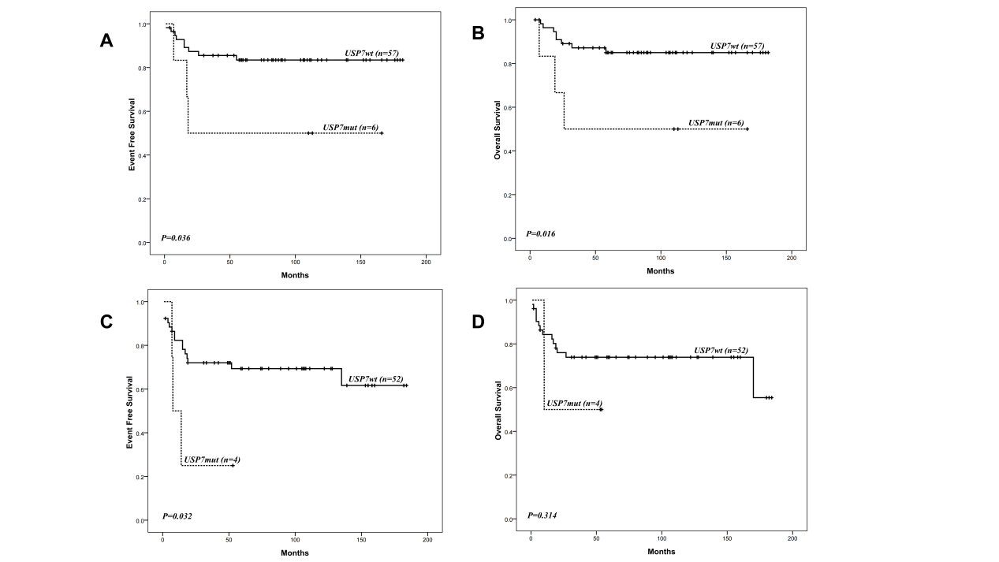 A
Event Free Survival
1.0
0.8
0.6
0.4
0.2
0.0
USP7wt (n=57)
USP7mut (n=6)
P=0.036
0 50 100 150 200
Months
B
Overall Survival
1.0
0.8
0.6
0.4
0.2
0.0
USP7wt (n=57)
USP7mut (n=6)
P=0.016
0 50 100 150 200
Months
C
Event Free Survival
1.0
0.8
0.6
0.4
0.2
0.0
USP7wt (n=52)
USP7mut (n=4)
P=0.032
0 50 100 150 200
Months
D
Overall Survival
1.0
0.8
0.6
0.4
0.2
0.0
USP7wt (n=52)
USP7mut (n=4)
P=0.314
0 50 100 150 200
Months